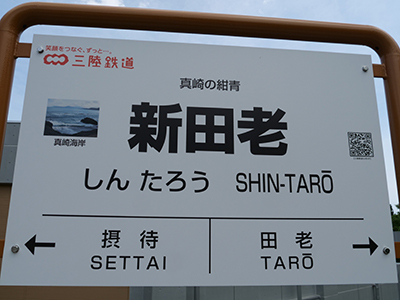 笑顔をつなぐ、ずっと…。
三陸鉄道
真崎の紺青
新田老
真崎海岸
しんたろう SHIN-TARŌ
摂待 田老
SETTAI TARŌ